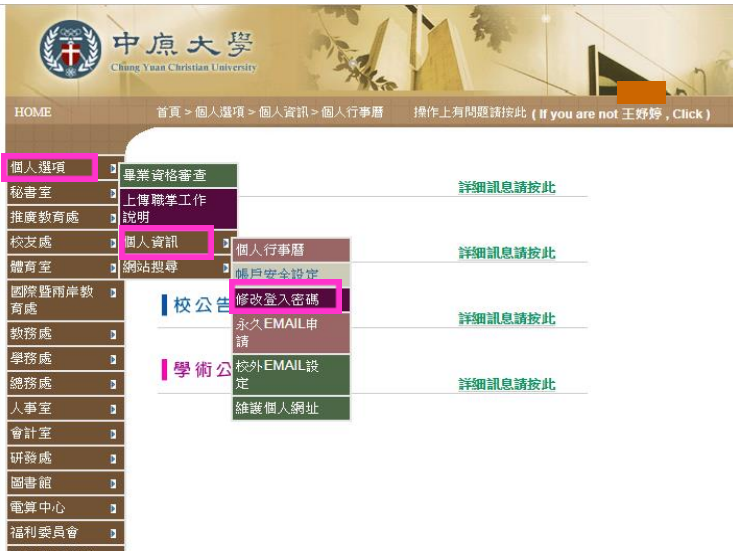 中原大學
Chung Yuan Christian University
HOME
首頁 > 個人選項 > 個人資訊 > 個人行事曆
操作上有問題請按此 ( If you are not 王妤婷 , Click )
個人選項
秘書室
推廣教育處
校友處
體育室
國際暨兩岸教
育處
教務處
學務處
總務處
人事室
會計室
研發處
圖書館
電算中心
福利委員會
畢業資格審查
上傳職掌工作
說明
個人資訊
網站搜尋
個人行事曆
帳戶安全設定
修改登入密碼
永久EMAIL申
請
校外EMAIL設
定
維護個人網址
詳細訊息請按此
詳細訊息請按此
校公告
詳細訊息請按此
學術公
詳細訊息請按此